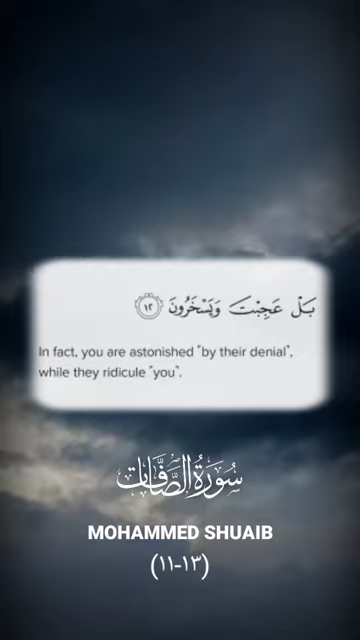 بَلْ عَجِبْتَ وَيَسْخَرُونَ ١٢
In fact, you are astonished ˹by their denial˺,
while they ridicule ˹you˺.
سُورَةُ الصَّافَّات
MOHAMMED SHUAIB
(١١-١٣)